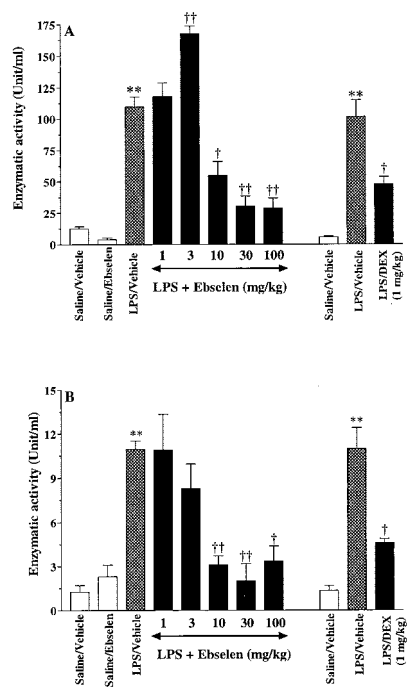 A
Enzymatic activity (Unit/ml)
175
150
125
100
75
50
25
0
**
††
†
††
††
**
†
Saline/Vehicle
Saline/Ebselen
LPS/Vehicle
1 3 10 30 100
LPS + Ebselen (mg/kg)
Saline/Vehicle
LPS/Vehicle
LPS/DEX
(1 mg/kg)
B
Enzymatic activity (Unit/ml)
15
12
9
6
3
0
**
††
††
†
**
†
Saline/Vehicle
Saline/Ebselen
LPS/Vehicle
1 3 10 30 100
LPS + Ebselen (mg/kg)
Saline/Vehicle
LPS/Vehicle
LPS/DEX
(1 mg/kg)